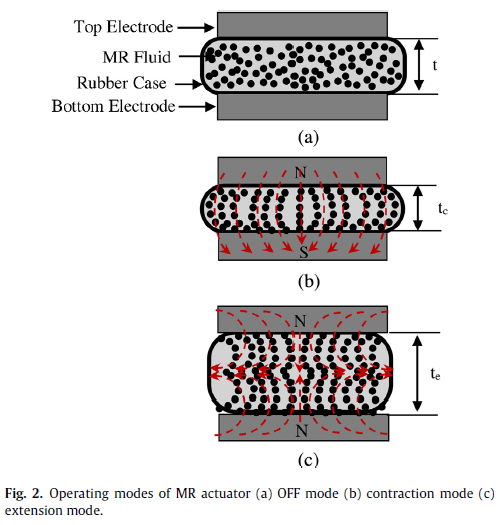 Top Electrode
MR Fluid
t
Rubber Case
Bottom Electrode
(a)
N
tc
S
(b)
N
te
N
(c)
Fig. 2. Operating modes of MR actuator (a) OFF mode (b) contraction mode (c)
extension mode.